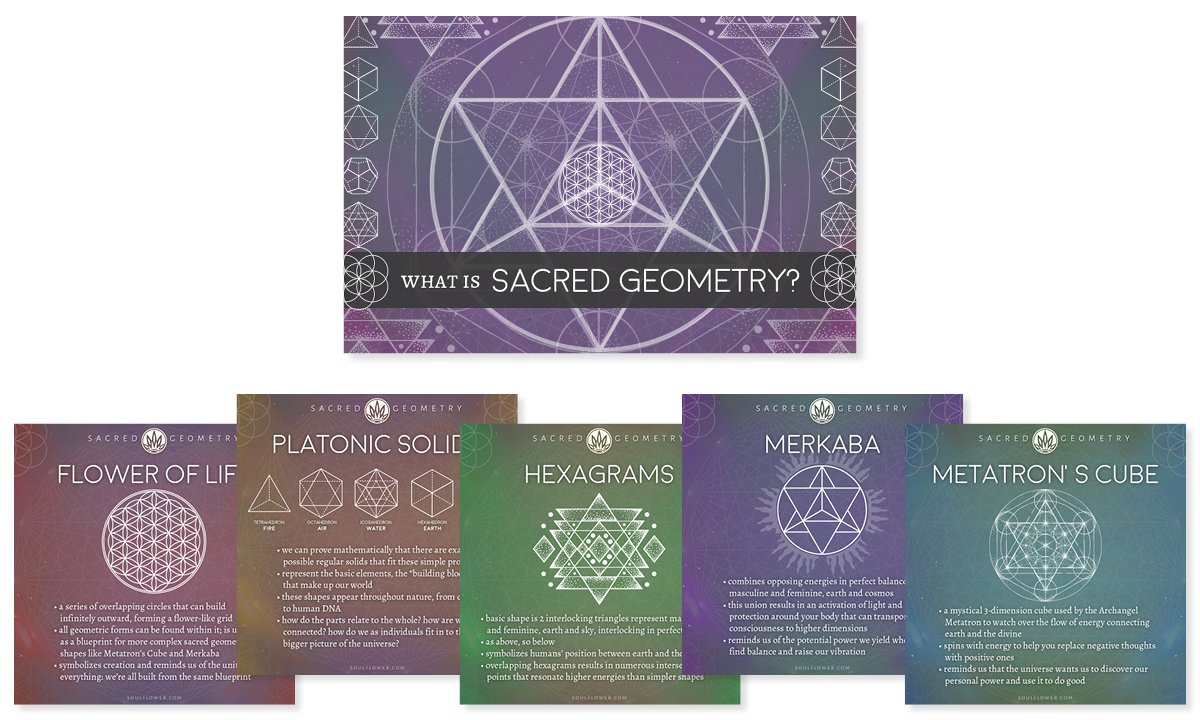 WHAT IS SACRED GEOMETRY?
SACRED GEOMETRY
FLOWER OF LIF
• a series of overlapping circles that can build
infinitely outward, forming a flower-like grid
• all geometric forms can be found within it; is u
as a blueprint for more complex sacred geome
shapes like Metatron's Cube and Merkaba
• symbolizes creation and reminds us of the unit
everything: we're all built from the same blueprint
SOULFLOWER.COM
SACRED GEOMETRY
PLATONIC SOLID
TETRAHEDRON OCTAHEDRON ICOSAHEDRON HEXAHEDRON
FIRE AIR WATER EARTH
• we can prove mathematically that there are exa
possible regular solids that fit these simple pro
• represent the basic elements, the "building bloc
that make up our world
• these shapes appear throughout nature, from c
to human DNA
• how do the parts relate to the whole? how are w
connected? how do we as individuals fit in to th
bigger picture of the universe?
SOULFLOWER.COM
SACRED GEOMETRY
HEXAGRAMS
• basic shape is 2 interlocking triangles represent ma
and feminine, earth and sky, interlocking in perfect
• as above, so below
• symbolizes humans' position between earth and the
• overlapping hexagrams results in numerous interse
points that resonate higher energies than simpler shapes
SOULFLOWER.COM
SACRED GEOMETRY
MERKABA
• combines opposing energies in perfect balance
masculine and feminine, earth and cosmos
• this union results in an activation of light and
protection around your body that can transpo
consciousness to higher dimensions
• reminds us of the potential power we yield whe
find balance and raise our vibration
SOULFLOWER.COM
SACRED GEOMETRY
METATRON'S CUBE
• a mystical 3-dimension cube used by the Archangel
Metatron to watch over the flow of energy connecting
earth and the divine
• spins with energy to help you replace negative thoughts
with positive ones
• reminds us that the universe wants us to discover our
personal power and use it to do good
SOULFLOWER.COM